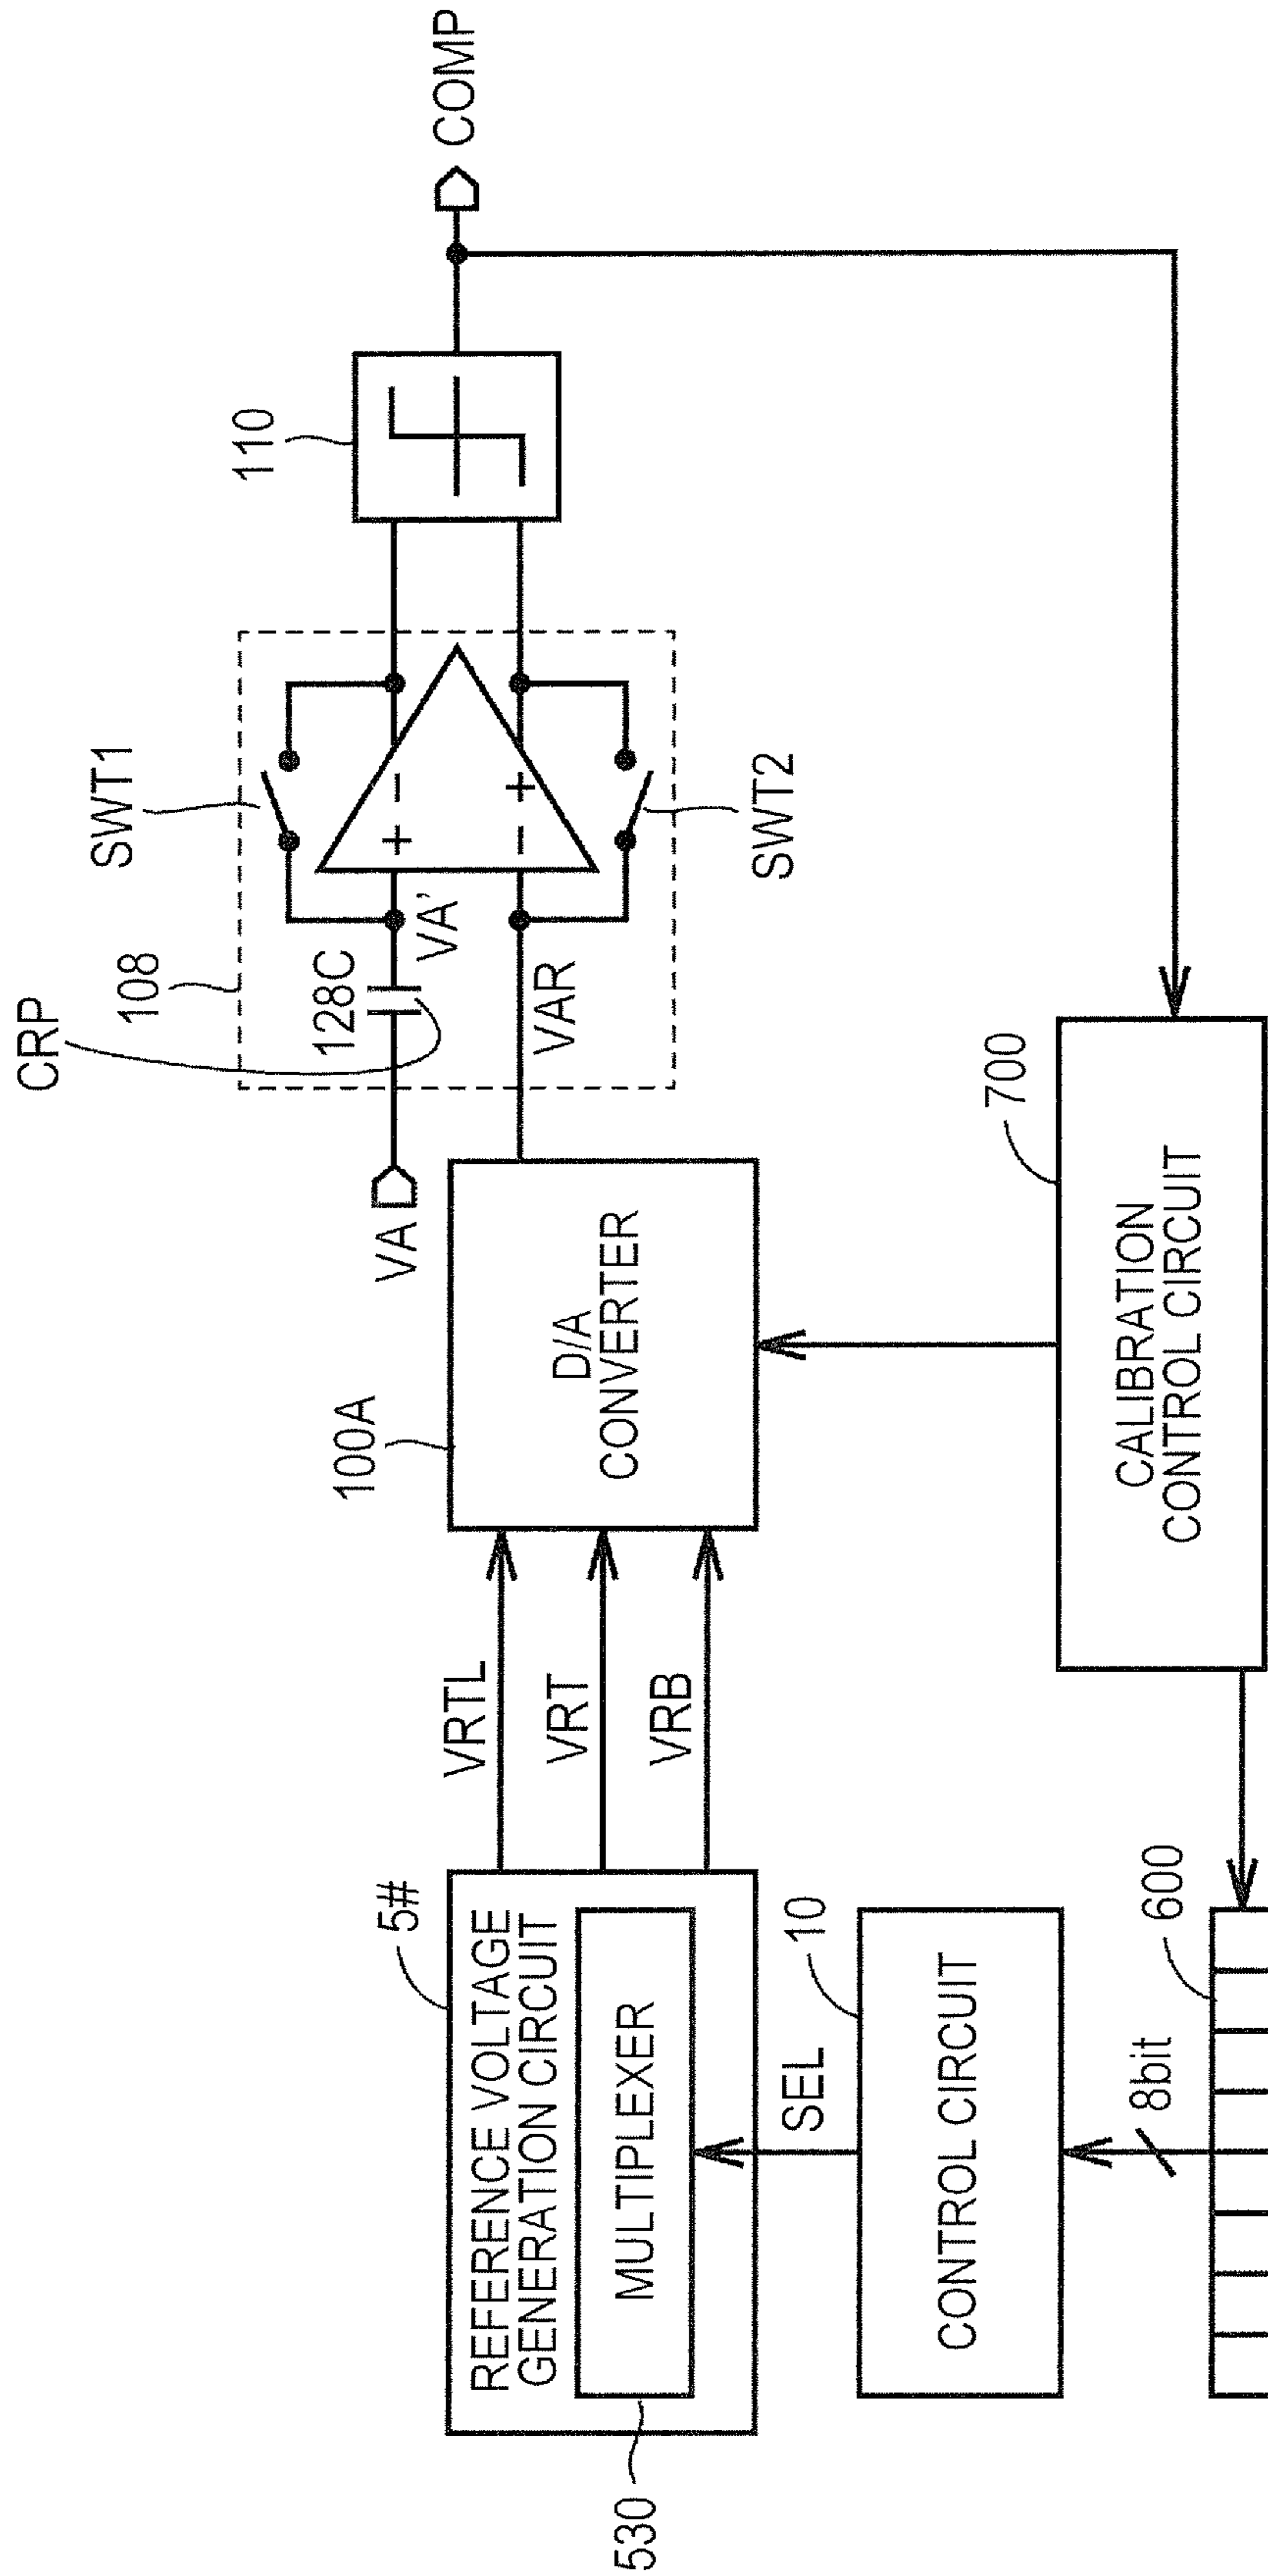 CRP
108
SWT1
110
COMP
128C
VA'
VA
VAR
+ −
− +
SWT2
100A
D/A
CONVERTER
VRTL
VRT
VRB
5#
REFERENCE VOLTAGE
GENERATION CIRCUIT
MULTIPLEXER
530
SEL
10
CONTROL CIRCUIT
8bit
600
700
CALIBRATION
CONTROL CIRCUIT